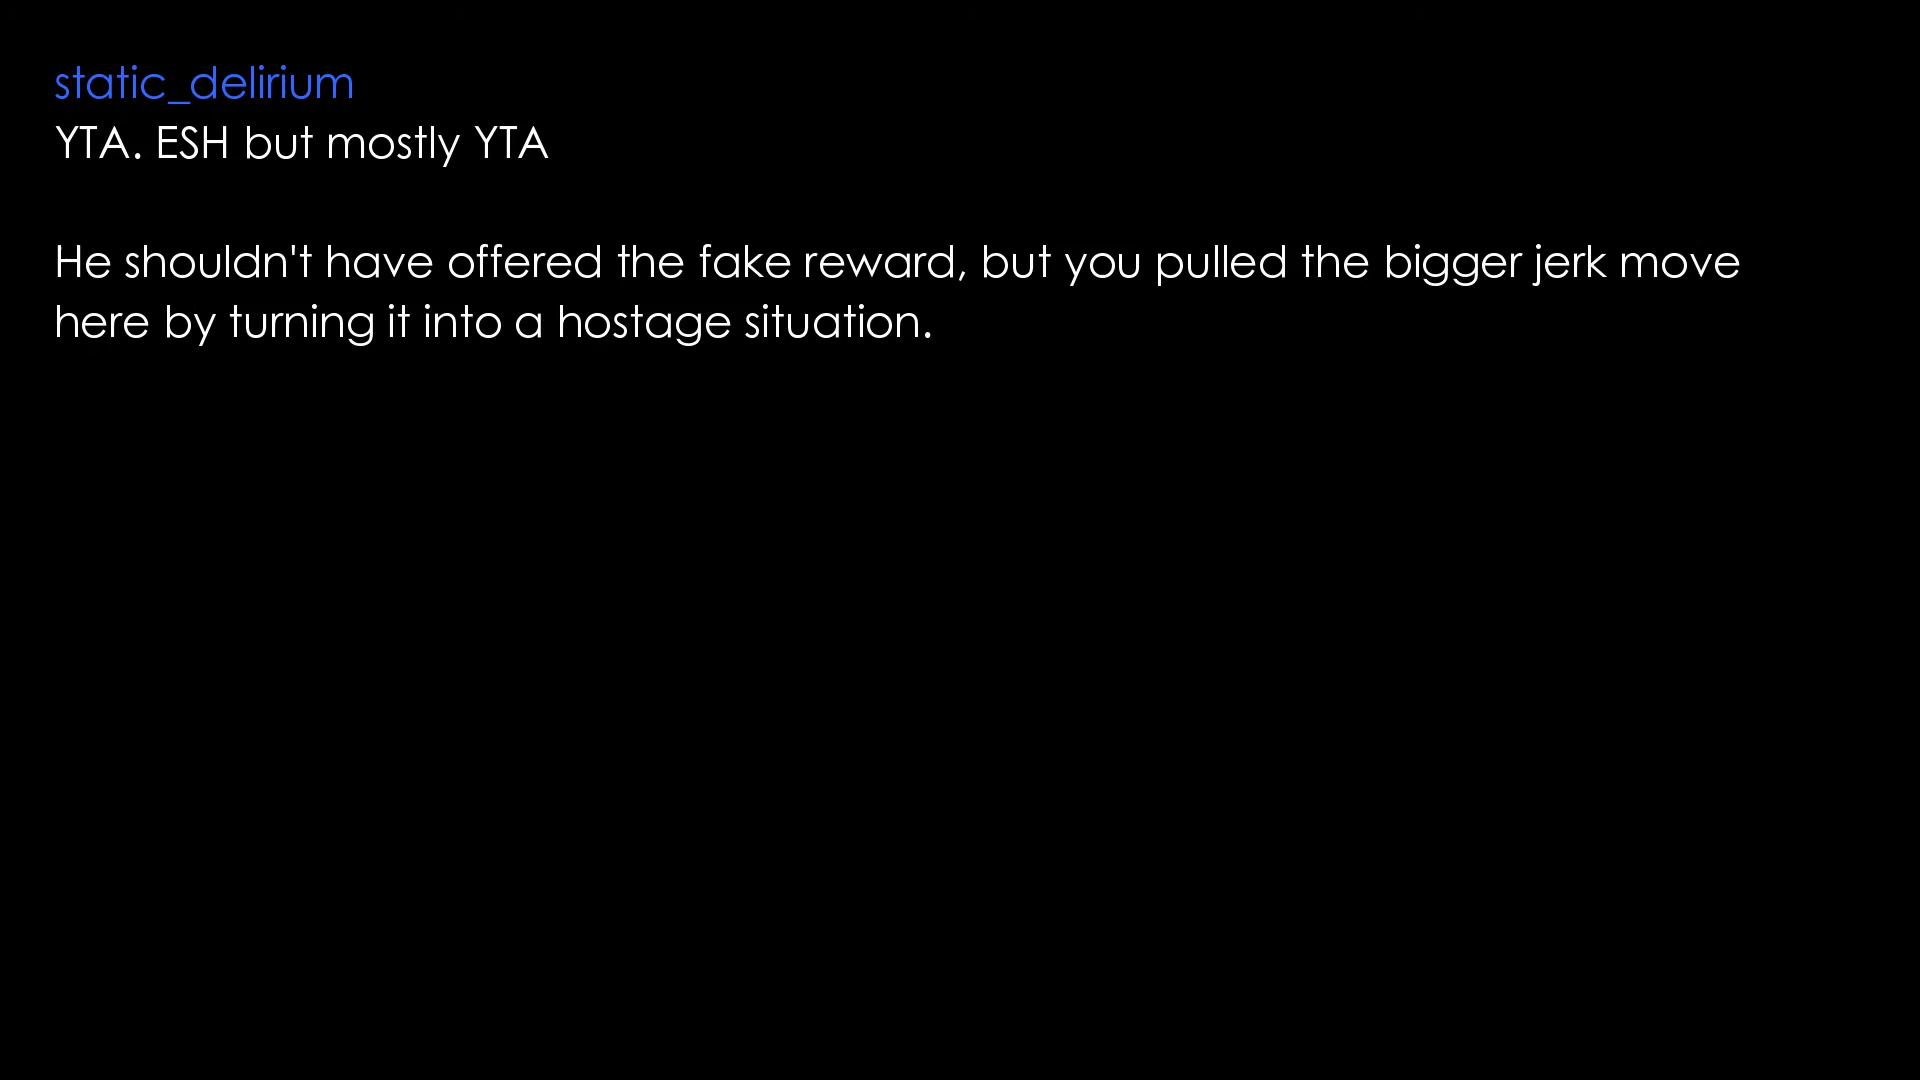 static_delirium
YTA. ESH but mostly YTA
He shouldn't have offered the fake reward, but you pulled the bigger jerk move
here by turning it into a hostage situation.